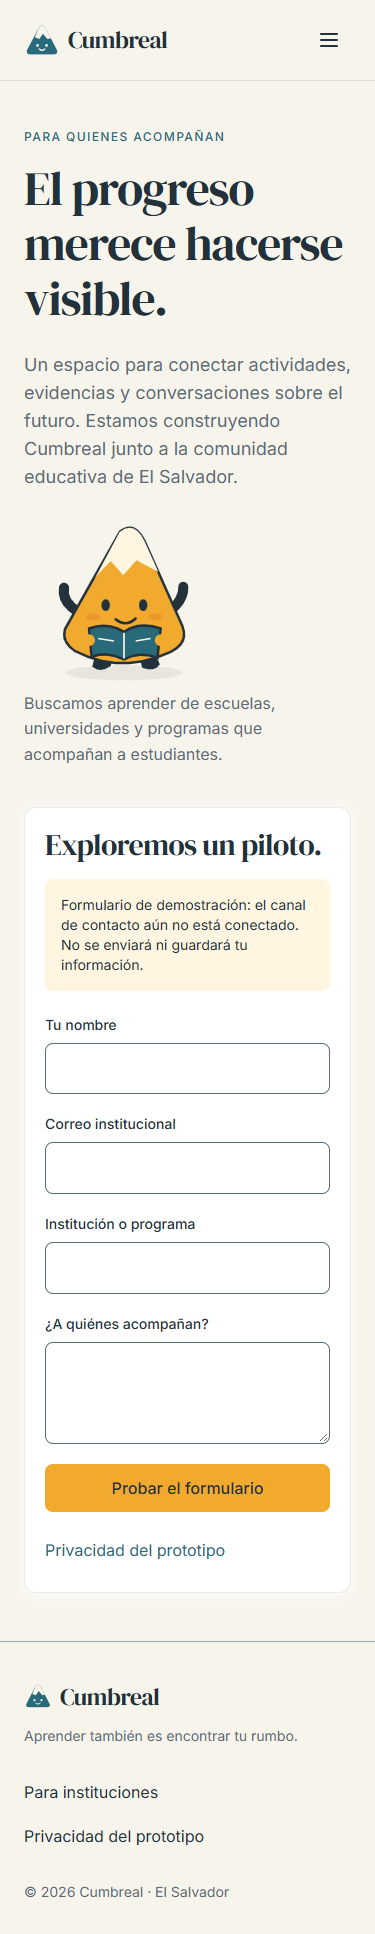 Cumbreal
PARA QUIENES ACOMPAÑAN
El progreso
merece hacerse
visible.
Un espacio para conectar actividades,
evidencias y conversaciones sobre el
futuro. Estamos construyendo
Cumbreal junto a la comunidad
educativa de El Salvador.
Buscamos aprender de escuelas,
universidades y programas que
acompañan a estudiantes.
Exploremos un piloto.
Formulario de demostración: el canal
de contacto aún no está conectado.
No se enviará ni guardará tu
información.
Tu nombre
Correo institucional
Institución o programa
¿A quiénes acompañan?
Probar el formulario
Privacidad del prototipo
Cumbreal
Aprender también es encontrar tu rumbo.
Para instituciones
Privacidad del prototipo
© 2026 Cumbreal · El Salvador